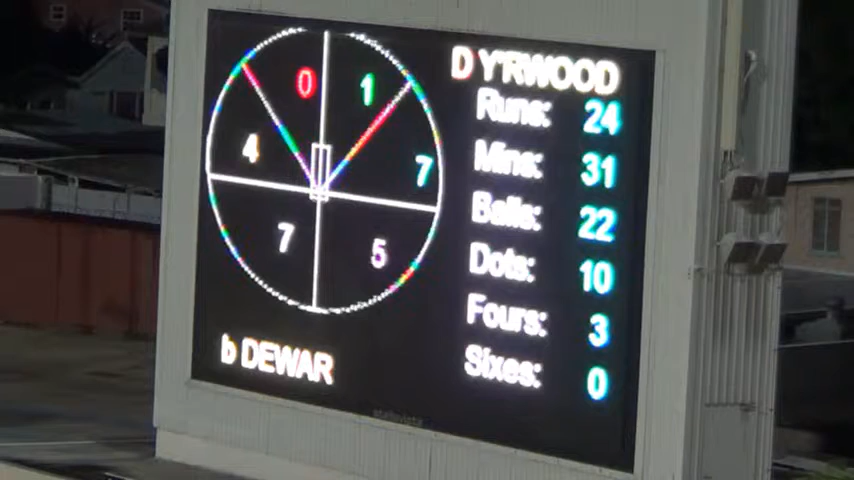 D Y'RWOOD
Runs: 24
Mins: 31
Balls: 22
Dots: 10
Fours: 3
Sixes: 0
0 1
4 7
7 5
b DEWAR